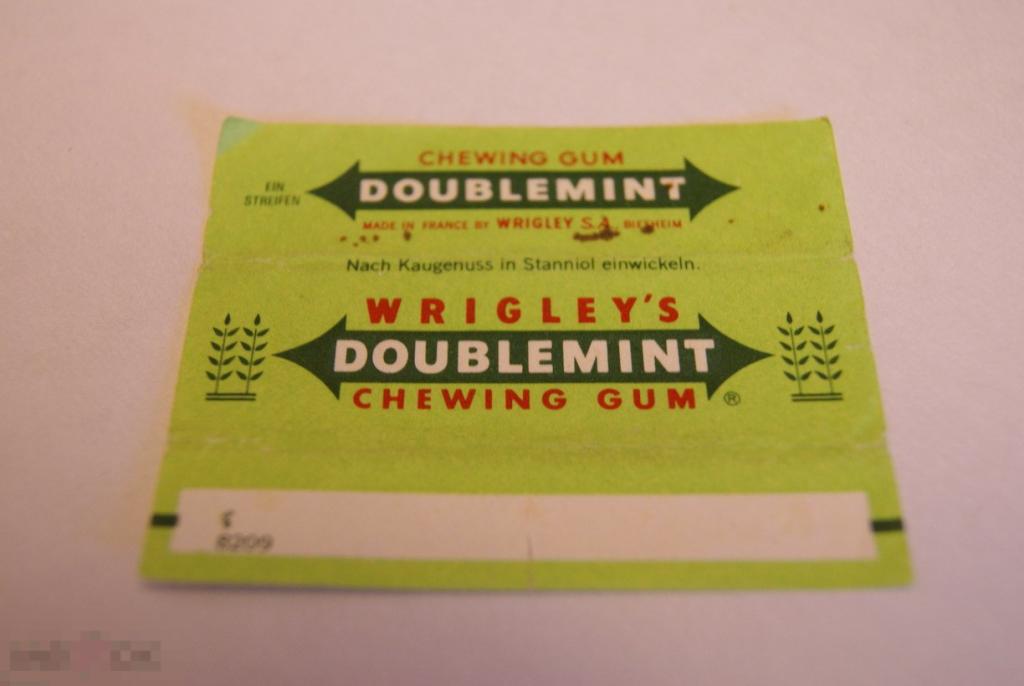 CHEWING GUM
EIN
STREIFEN
DOUBLEMINT
MADE IN FRANCE BY WRIGLEY S.A., BIESHEIM
Nach Kaugenuss in Stanniol einwickeln.
WRIGLEY'S
DOUBLEMINT
CHEWING GUM ®
8209